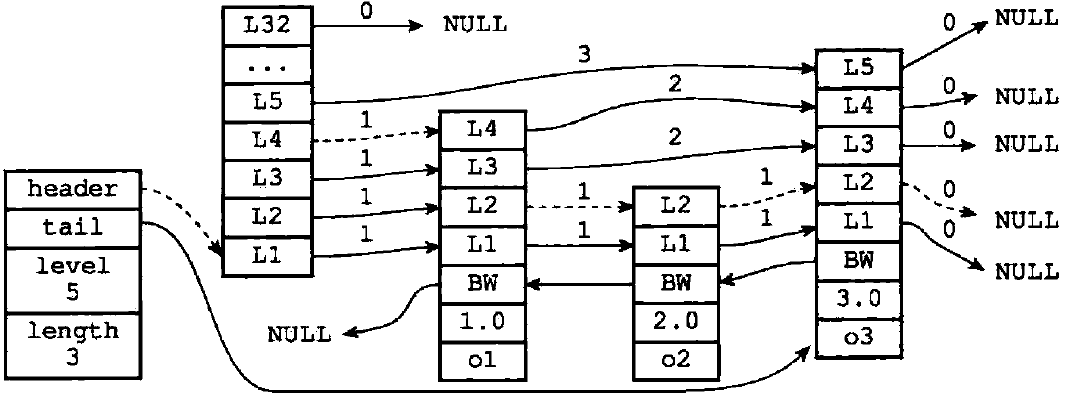 header
tail
level
5
length
3
L32
...
L5
L4
L3
L2
L1
0
NULL
3
1
1
1
1
L4
L3
L2
L1
BW
1.0
o1
NULL
2
2
1
1
L2
L1
BW
2.0
o2
1
1
L5
L4
L3
L2
L1
BW
3.0
o3
0
NULL
0
NULL
0
NULL
0
NULL
0
NULL